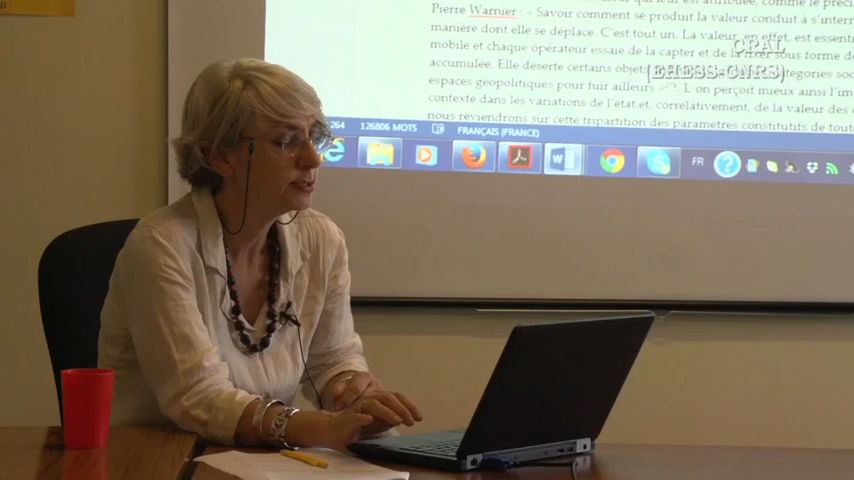 Pierre Warnier : « Savoir comment se produit la valeur conduit à s'interr
manière dont elle se déplace. C'est tout un. La valeur, en effet, est essen
mobile et chaque opérateur essaie de la capter et de la fixer sous forme d
accumulée. Elle déserte certains objets
espaces géopolitiques pour fuir ailleurs ». L'on perçoit mieux ainsi l'im
contexte dans les variations de l'état et, corrélativement, de la valeur des
nous reviendrons sur cette tripartition des paramètres constitutifs de toute
CRAL
(EHESS-CNRS)
264 126806 MOTS FRANÇAIS (FRANCE)
FR